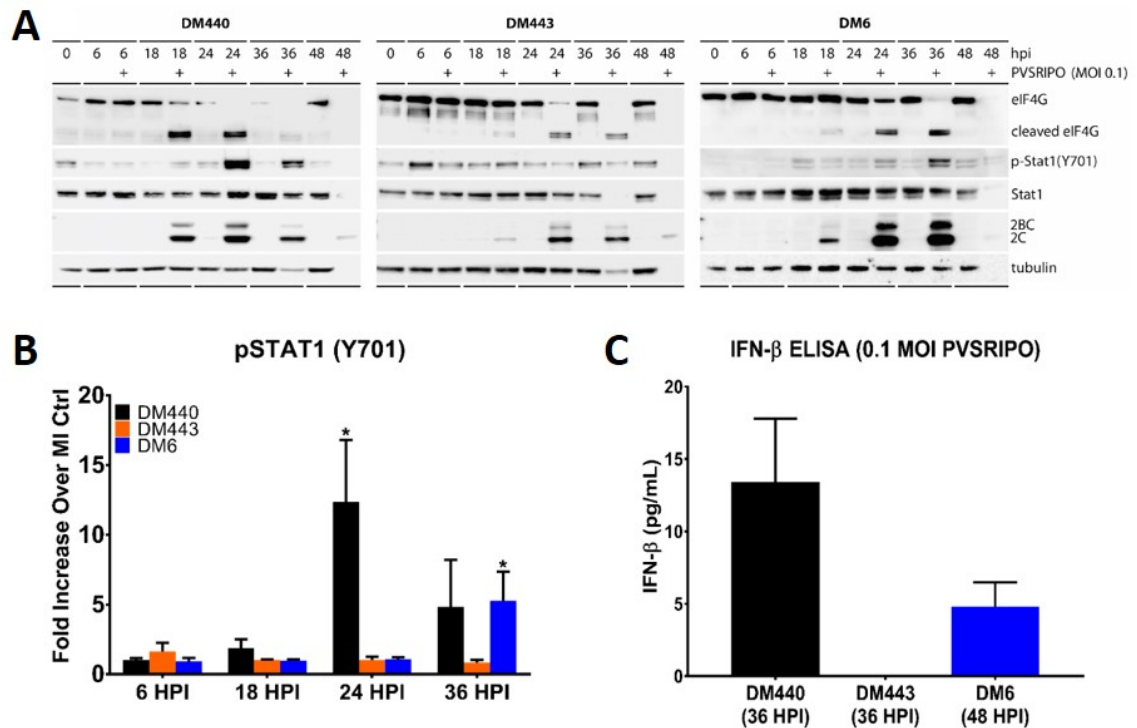 A
DM440 DM443 DM6
0 6 6 18 18 24 24 36 36 48 48 0 6 6 18 18 24 24 36 36 48 48 0 6 6 18 18 24 24 36 36 48 48 hpi
+ + + + + + + + + + + + + + + PVSRIPO (MOI 0.1)
eIF4G
cleaved eIF4G
p-Stat1(Y701)
Stat1
2BC
2C
tubulin
B
pSTAT1 (Y701)
Fold Increase Over MI Ctrl
20
15
10
5
0
DM440
DM443
DM6
*
*
6 HPI 18 HPI 24 HPI 36 HPI
C
IFN-β ELISA (0.1 MOI PVSRIPO)
IFN-β (pg/mL)
20
15
10
5
0
DM440 DM443 DM6
(36 HPI) (36 HPI) (48 HPI)